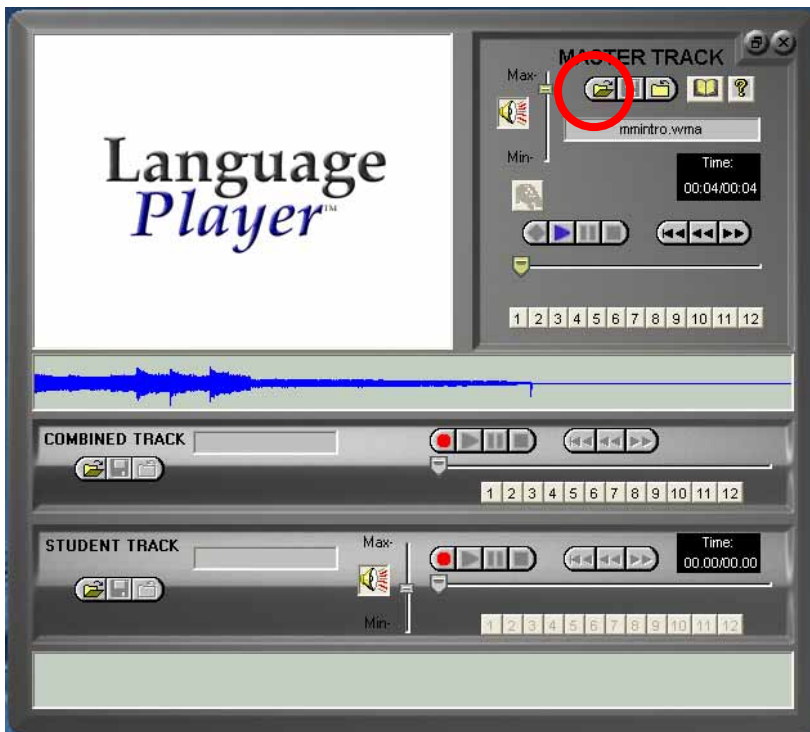 MASTER TRACK
Max-
mmintro.wma
Min-
Time:
00:04/00:04
Language
Player™
1 2 3 4 5 6 7 8 9 10 11 12
COMBINED TRACK
1 2 3 4 5 6 7 8 9 10 11 12
STUDENT TRACK
Max-
Time:
00.00/00.00
Min-
1 2 3 4 5 6 7 8 9 10 11 12